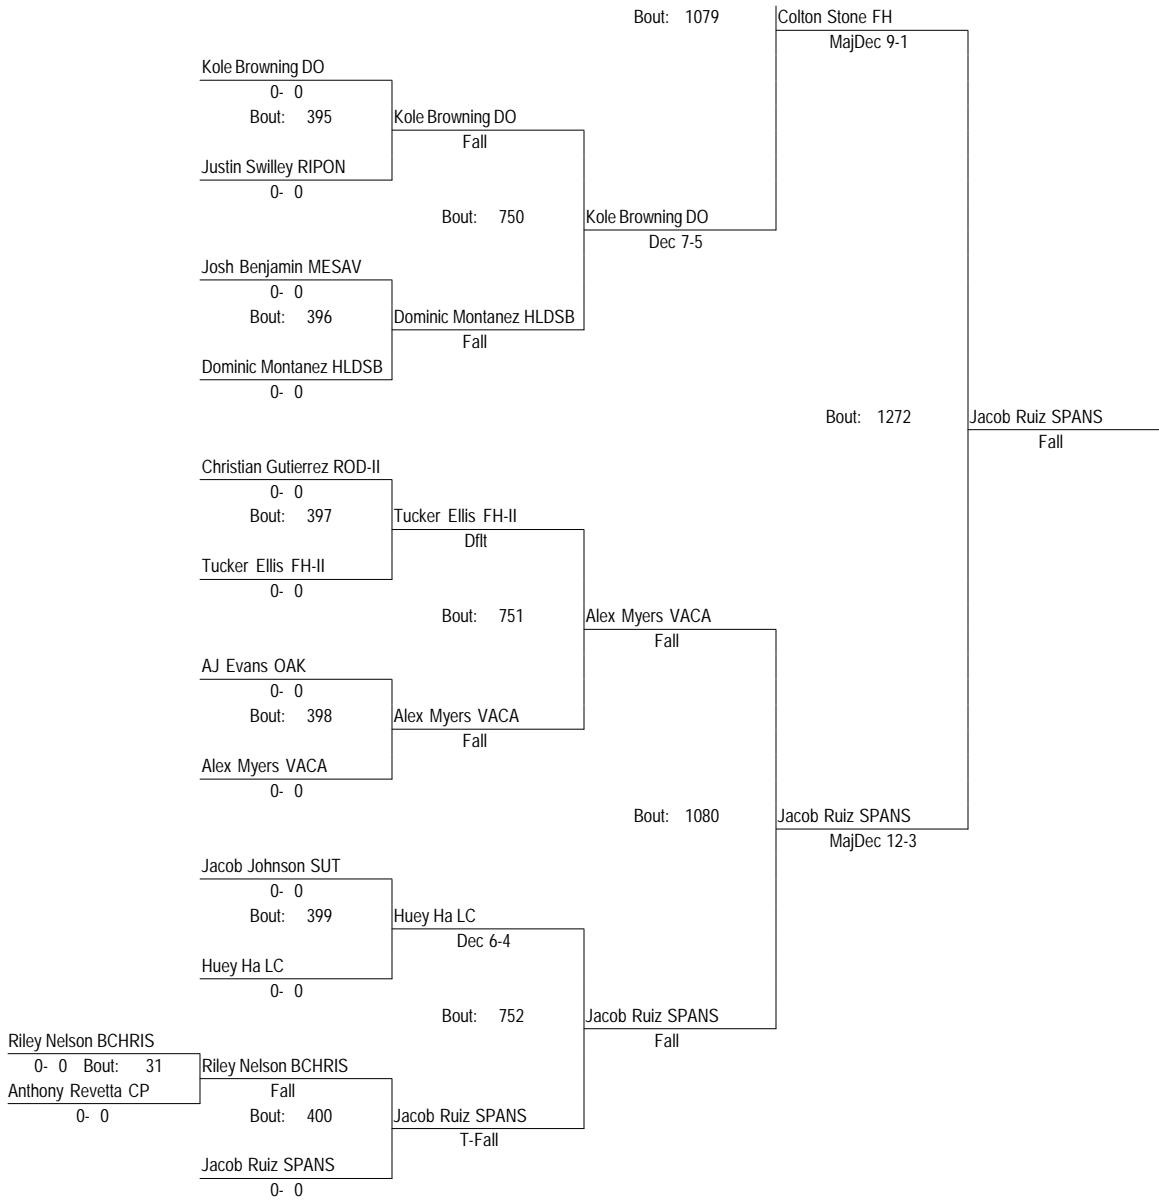 Bout: 1079 Colton Stone FH
MajDec 9-1
Kole Browning DO
0- 0
Bout: 395 Kole Browning DO
Fall
Justin Swilley RIPON
0- 0
Bout: 750 Kole Browning DO
Dec 7-5
Josh Benjamin MESAV
0- 0
Bout: 396 Dominic Montanez HLDSB
Fall
Dominic Montanez HLDSB
0- 0
Bout: 1272 Jacob Ruiz SPANS
Fall
Christian Gutierrez ROD-II
0- 0
Bout: 397 Tucker Ellis FH-II
Dflt
Tucker Ellis FH-II
0- 0
Bout: 751 Alex Myers VACA
Fall
AJ Evans OAK
0- 0
Bout: 398 Alex Myers VACA
Fall
Alex Myers VACA
0- 0
Bout: 1080 Jacob Ruiz SPANS
MajDec 12-3
Jacob Johnson SUT
0- 0
Bout: 399 Huey Ha LC
Dec 6-4
Huey Ha LC
0- 0
Bout: 752 Jacob Ruiz SPANS
Fall
Riley Nelson BCHRIS
0- 0 Bout: 31 Riley Nelson BCHRIS
Anthony Revetta CP Fall
0- 0 Bout: 400 Jacob Ruiz SPANS
T-Fall
Jacob Ruiz SPANS
0- 0